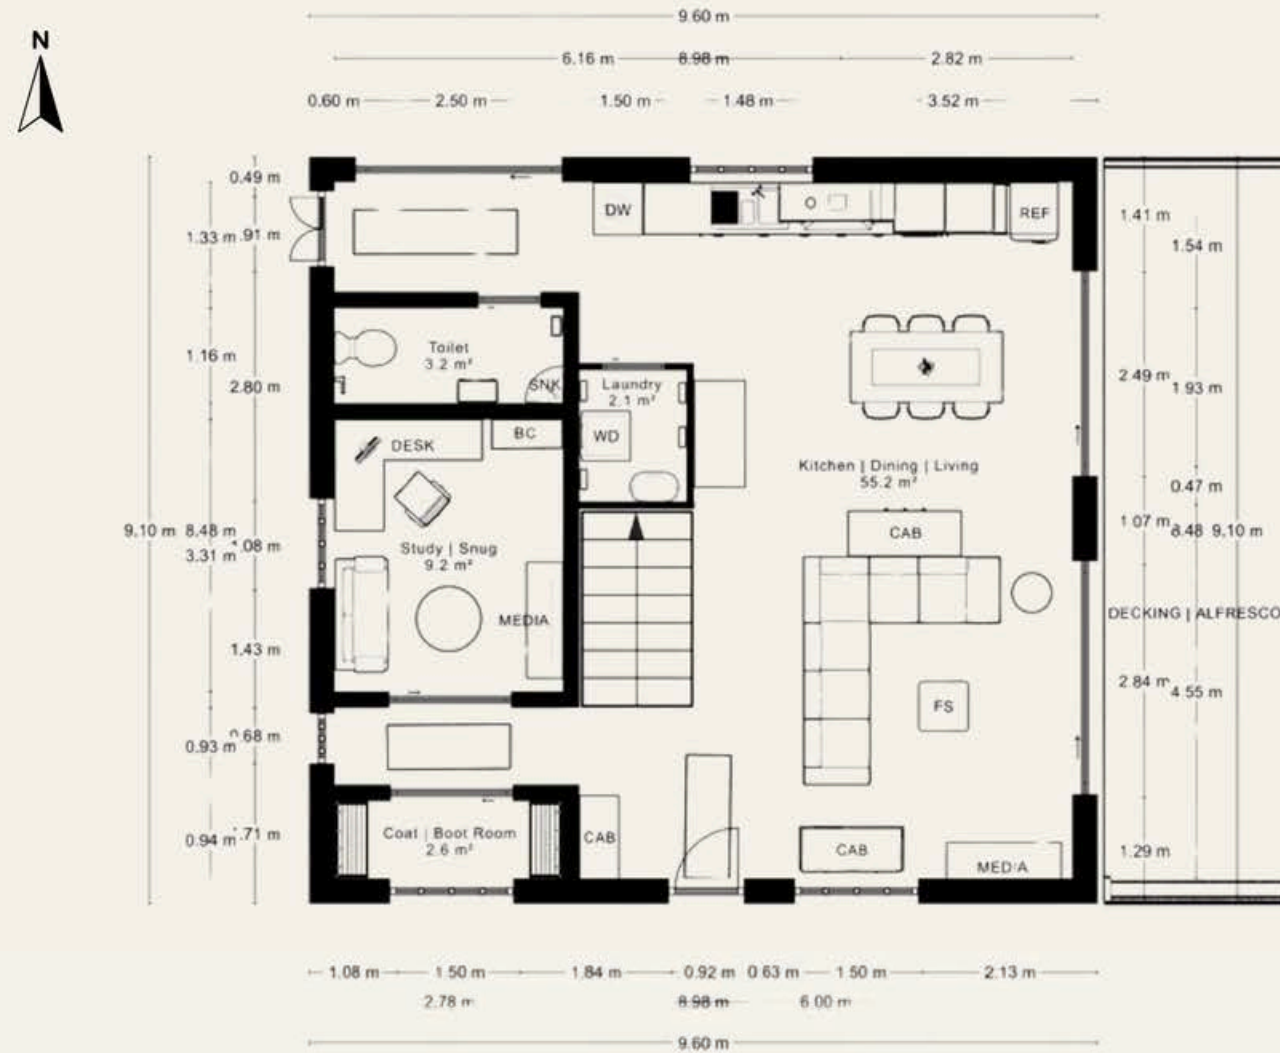 N
9.60 m
6.16 m 8.98 m 2.82 m
0.60 m 2.50 m 1.50 m 1.48 m 3.52 m
0.49 m
1.33 m .91 m
1.16 m
2.80 m
9.10 m 8.48 m
3.31 m .08 m
1.43 m
0.93 m 0.68 m
0.94 m .71 m
DW
REF
Toilet
3.2 m²
SNK
Laundry
2.1 m²
WD
DESK
BC
Study | Snug
9.2 m²
MEDIA
Kitchen | Dining | Living
55.2 m²
CAB
FS
Coat | Boot Room
2.6 m²
CAB
CAB
MEDIA
1.41 m
1.54 m
2.49 m 1.93 m
0.47 m
1.07 m 8.48 9.10 m
DECKING | ALFRESCO
2.84 m 4.55 m
1.29 m
1.08 m 1.50 m 1.84 m 0.92 m 0.63 m 1.50 m 2.13 m
2.78 m 8.98 m 6.00 m
9.60 m